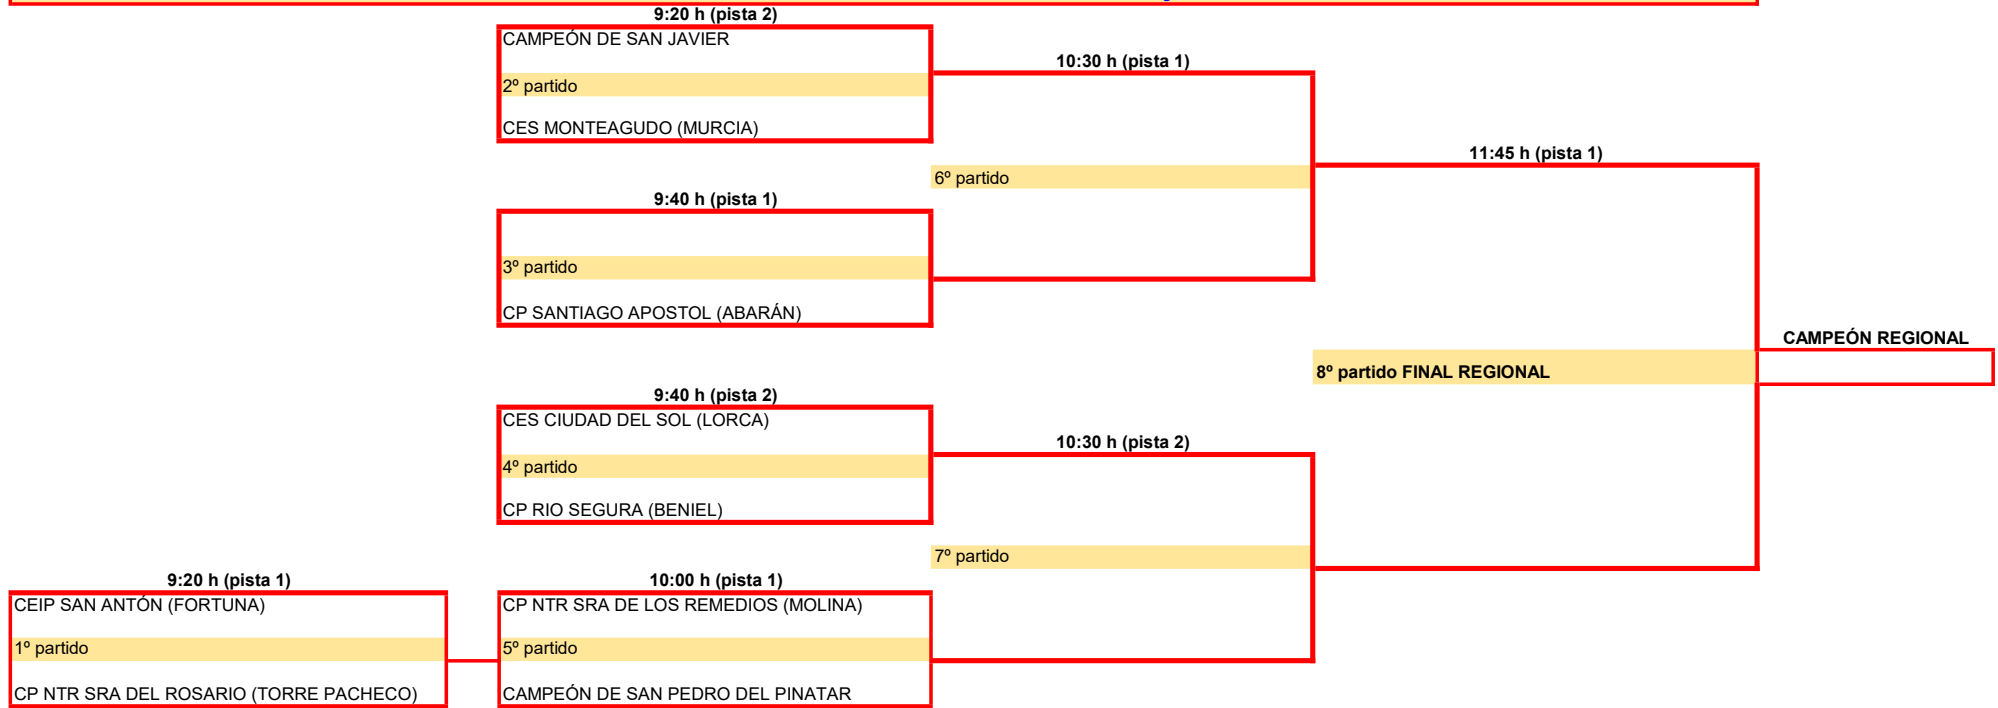 9:20 h (pista 2)
CAMPEÓN DE SAN JAVIER
10:30 h (pista 1)
2º partido
CES MONTEAGUDO (MURCIA)
11:45 h (pista 1)
6º partido
9:40 h (pista 1)
3º partido
CP SANTIAGO APOSTOL (ABARÁN)
CAMPEÓN REGIONAL
8º partido FINAL REGIONAL
9:40 h (pista 2)
CES CIUDAD DEL SOL (LORCA)
10:30 h (pista 2)
4º partido
CP RIO SEGURA (BENIEL)
7º partido
9:20 h (pista 1)
10:00 h (pista 1)
CEIP SAN ANTÓN (FORTUNA)
CP NTR SRA DE LOS REMEDIOS (MOLINA)
1º partido
5º partido
CP NTR SRA DEL ROSARIO (TORRE PACHECO)
CAMPEÓN DE SAN PEDRO DEL PINATAR